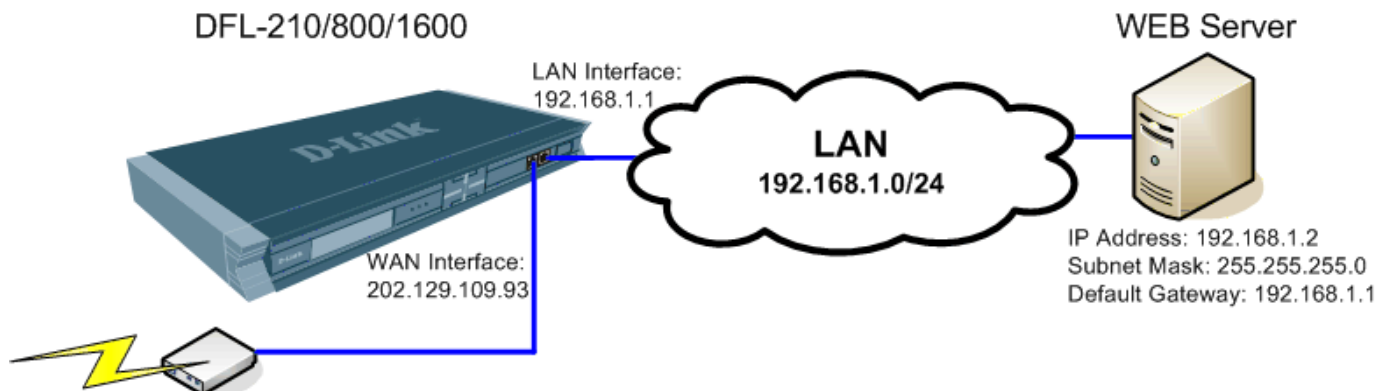 DFL-210/800/1600
WEB Server
LAN Interface:
192.168.1.1
D-Link
LAN
192.168.1.0/24
D-Link
WAN Interface:
202.129.109.93
IP Address: 192.168.1.2
Subnet Mask: 255.255.255.0
Default Gateway: 192.168.1.1